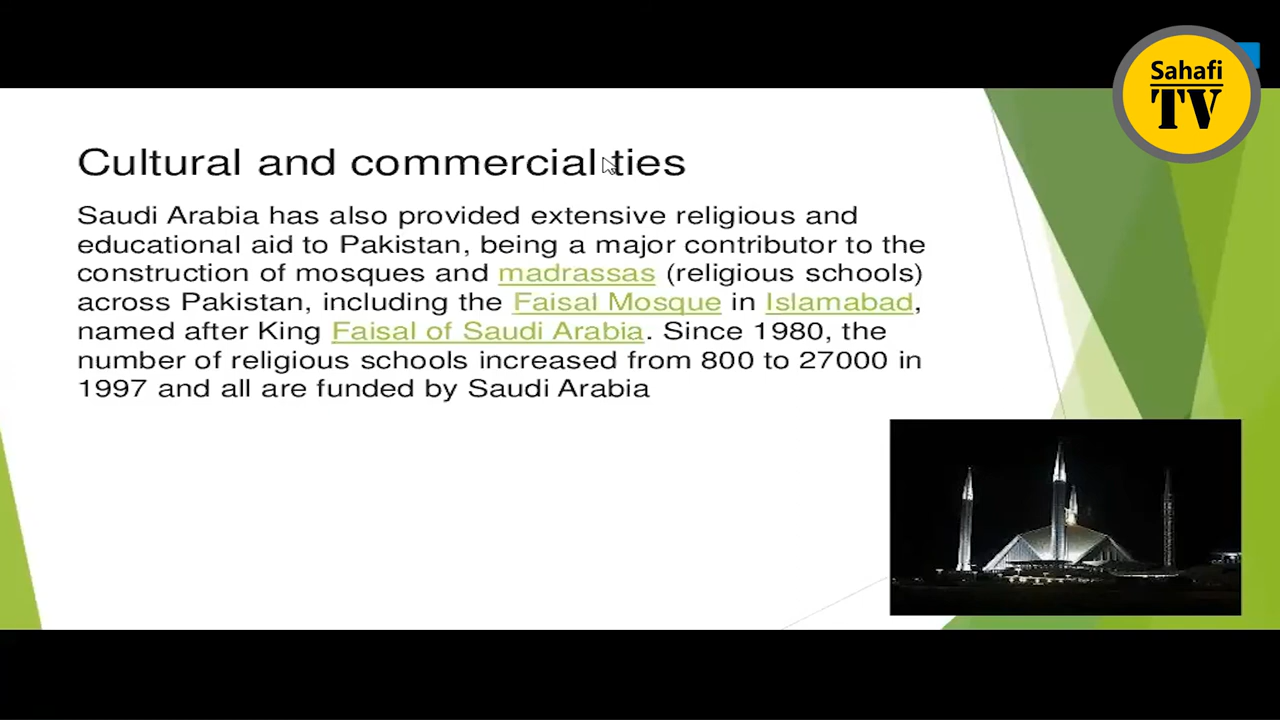 Sahafi
TV
Cultural and commercial ties
Saudi Arabia has also provided extensive religious and
educational aid to Pakistan, being a major contributor to the
construction of mosques and madrassas (religious schools)
across Pakistan, including the Faisal Mosque in Islamabad,
named after King Faisal of Saudi Arabia. Since 1980, the
number of religious schools increased from 800 to 27000 in
1997 and all are funded by Saudi Arabia